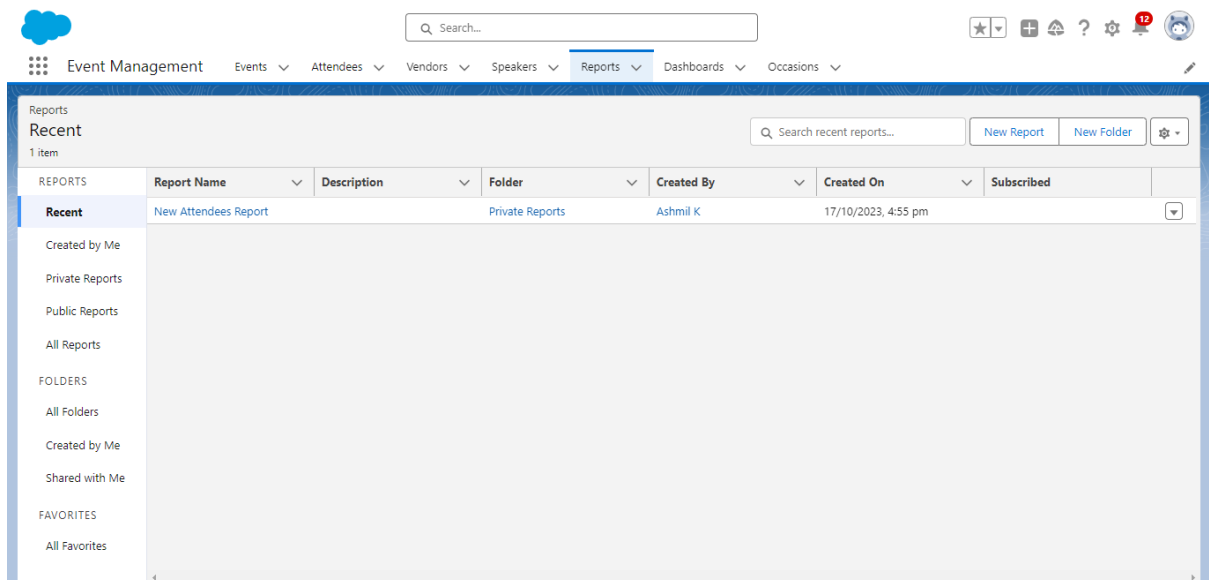 Search...
12
Event Management Events Attendees Vendors Speakers Reports Dashboards Occasions
Reports
Recent
1 item
Search recent reports...
New Report
New Folder
REPORTS
Recent
Created by Me
Private Reports
Public Reports
All Reports
FOLDERS
All Folders
Created by Me
Shared with Me
FAVORITES
All Favorites
Report Name Description Folder Created By Created On Subscribed
New Attendees Report Private Reports Ashmil K 17/10/2023, 4:55 pm